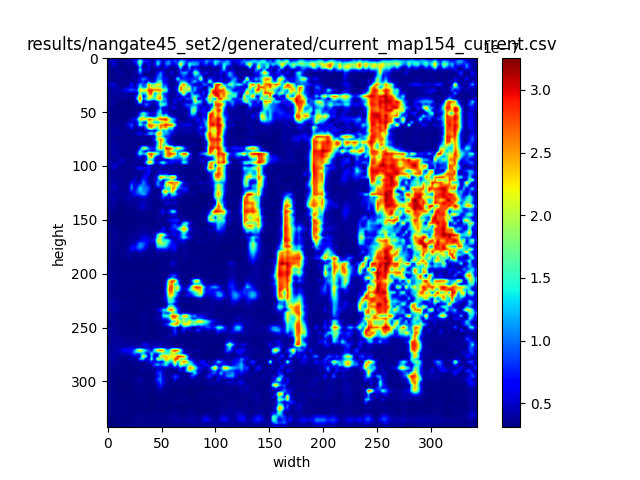 results/nangate45_set2/generated/current_map154_current.csv
1e−7
0
50
100
150
200
250
300
height
0 50 100 150 200 250 300
width
3.0
2.5
2.0
1.5
1.0
0.5